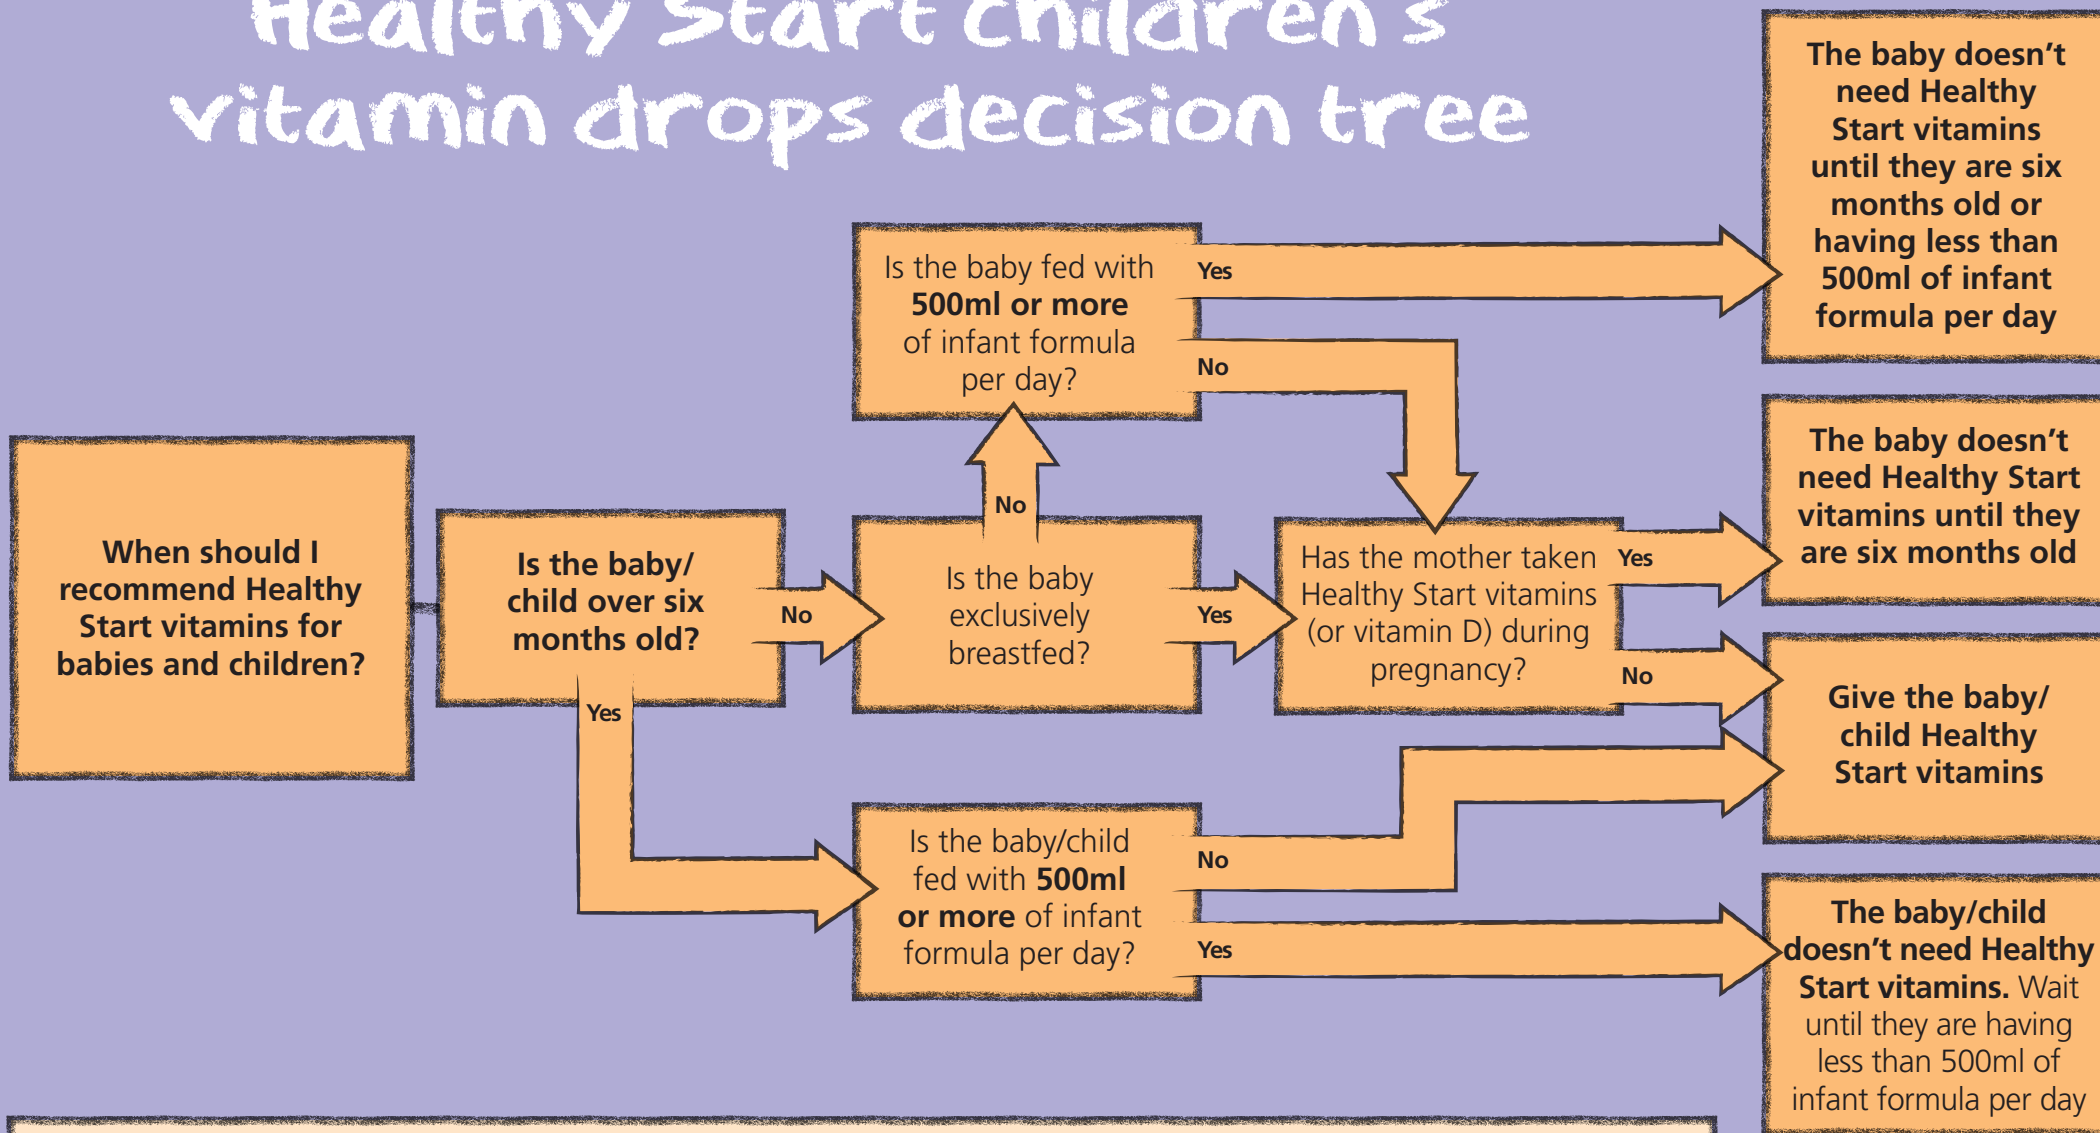 Healthy Start children's
vitamin drops decision tree
When should I
recommend Healthy
Start vitamins for
babies and children?
Is the baby/
child over six
months old?
No
Yes
Is the baby
exclusively
breastfed?
No
Yes
Is the baby fed with
500ml or more
of infant formula
per day?
Yes
No
Has the mother taken
Healthy Start vitamins
(or vitamin D) during
pregnancy?
Yes
No
Is the baby/child
fed with 500ml
or more of infant
formula per day?
No
Yes
The baby doesn't
need Healthy
Start vitamins
until they are six
months old or
having less than
500ml of infant
formula per day
The baby doesn't
need Healthy Start
vitamins until they
are six months old
Give the baby/
child Healthy
Start vitamins
The baby/child
doesn't need Healthy
Start vitamins. Wait
until they are having
less than 500ml of
infant formula per day